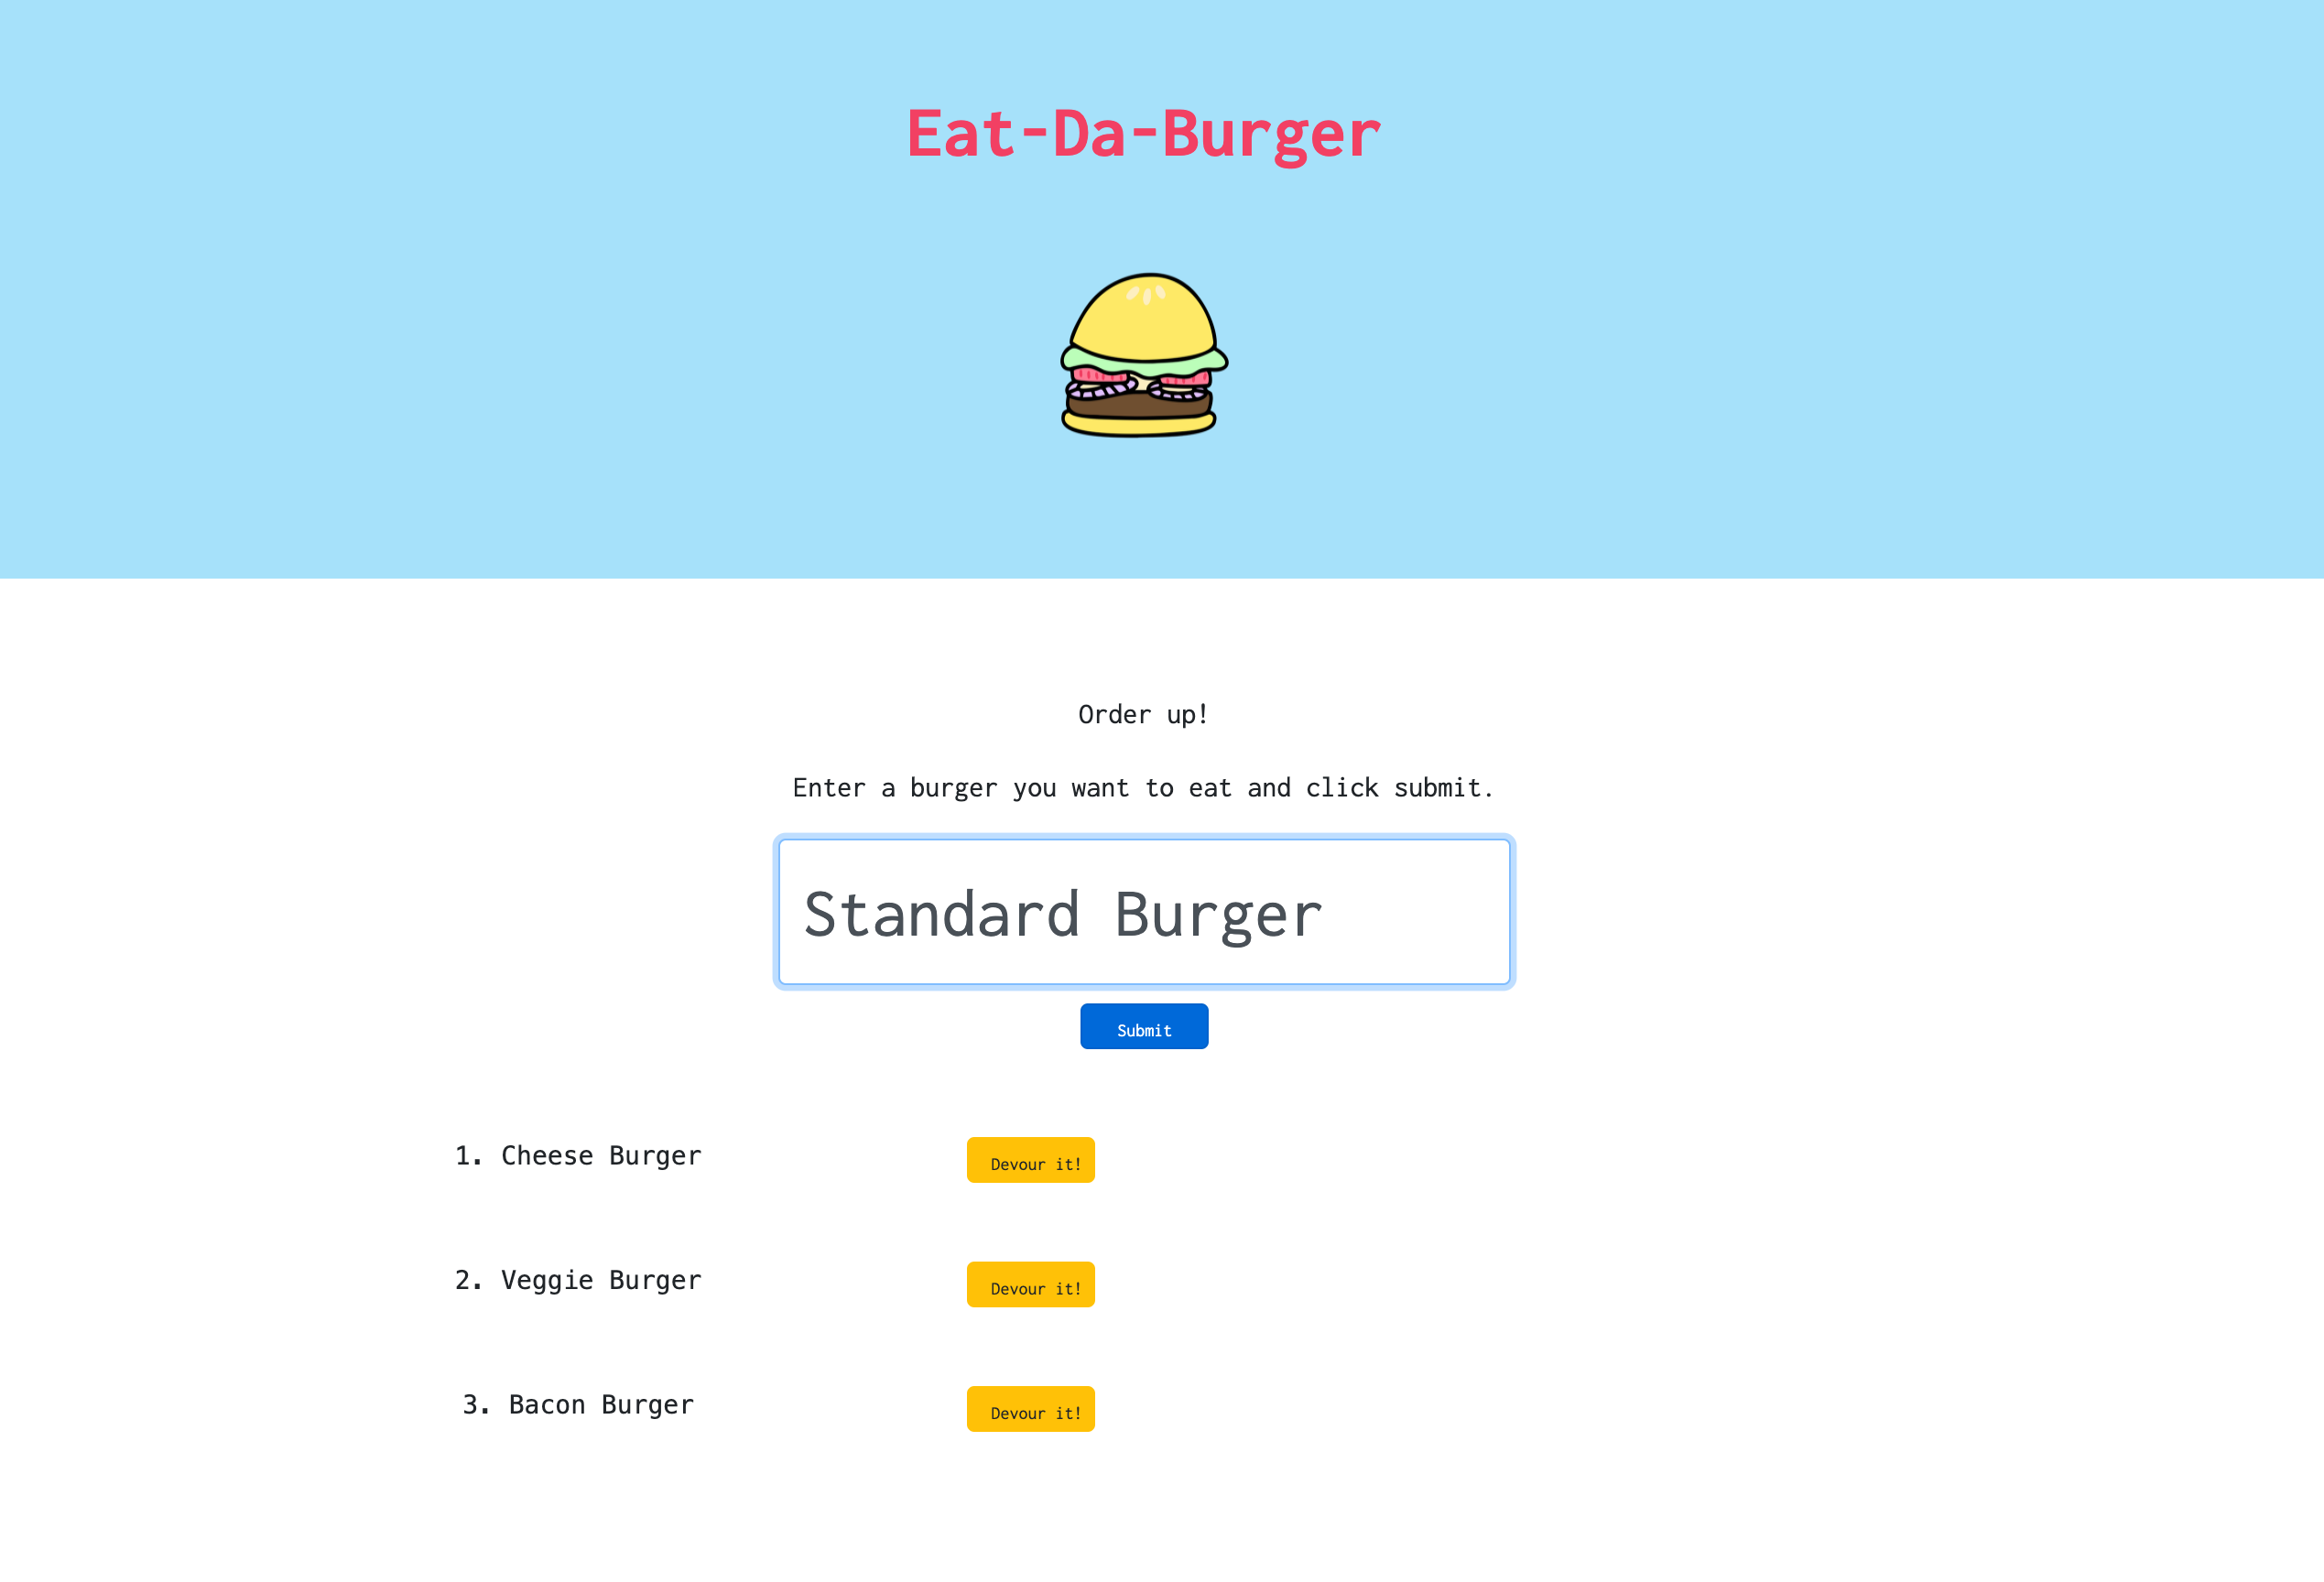 Eat-Da-Burger
Order up!
Enter a burger you want to eat and click submit.
Standard Burger
Submit
1. Cheese Burger
Devour it!
2. Veggie Burger
Devour it!
3. Bacon Burger
Devour it!